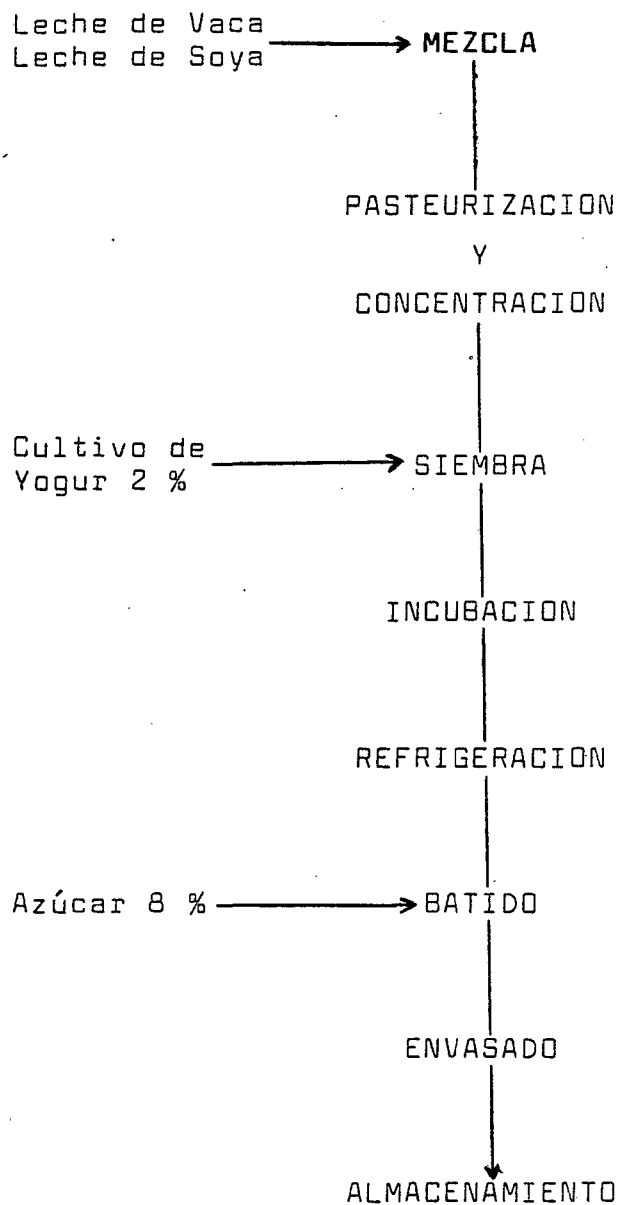 Leche de Vaca
Leche de Soya
MEZCLA
PASTEURIZACION
Y
CONCENTRACION
Cultivo de
Yogur 2 %
SIEMBRA
INCUBACION
REFRIGERACION
Azúcar 8 %
BATIDO
ENVASADO
ALMACENAMIENTO